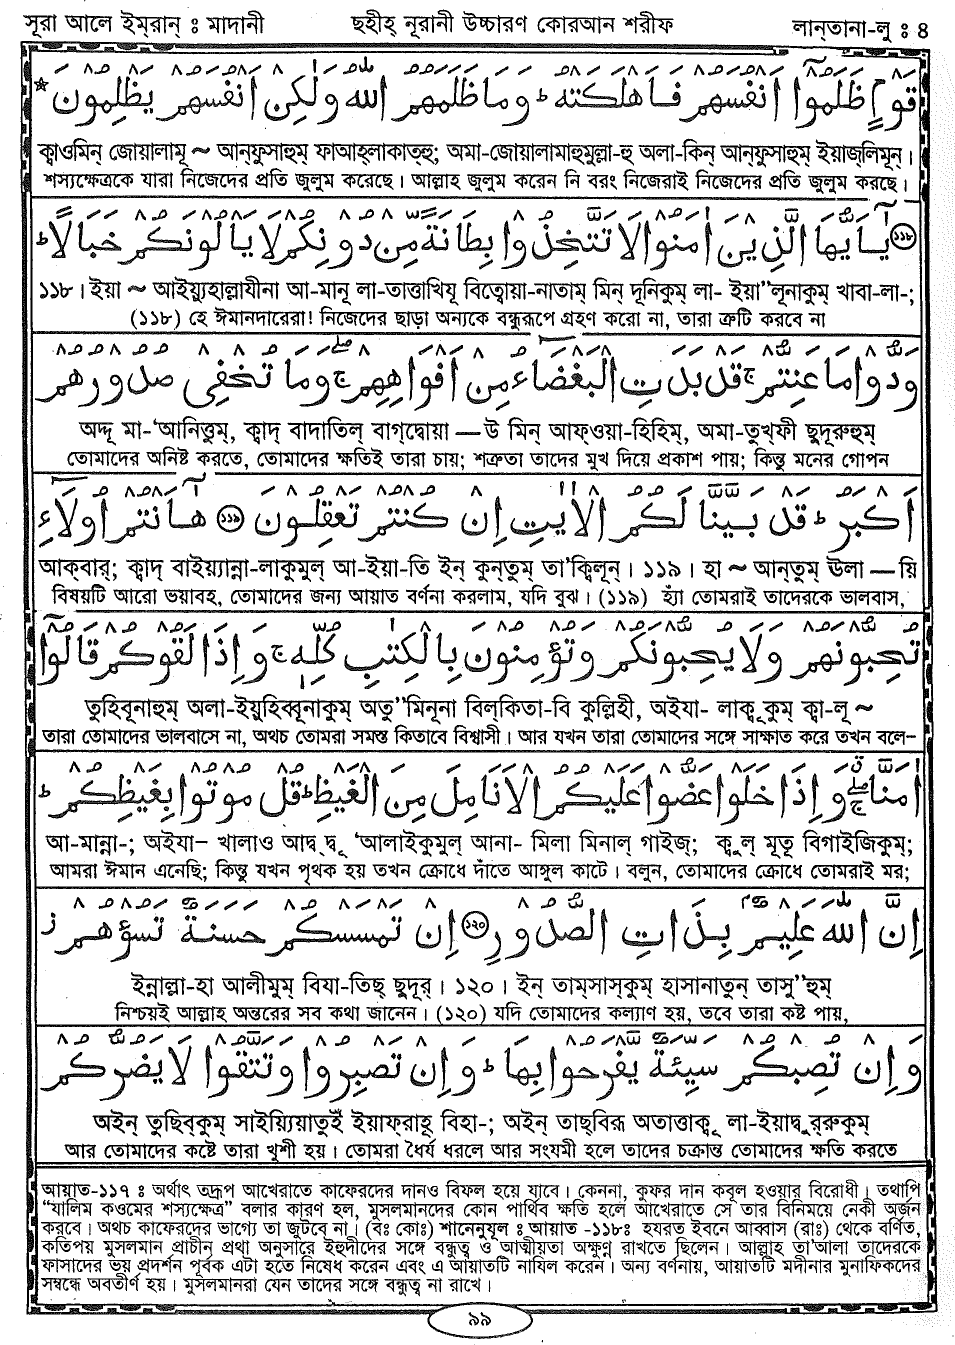 সূরা আলে ইমরান : মাদানী ছহীহ্ নূরানী উচ্চারণ কোরআন শরীফ লান্‌তানা-লু : ৪
قَوْمٍ ظَلَمُوْۤا اَنْفُسَهُمْ فَاَهْلَكَتْهُ ؕ وَمَا ظَلَمَهُمُ اللّٰهُ وَلٰكِنْ اَنْفُسَهُمْ يَظْلِمُوْنَ *
ক্বাওমিন্ জোয়ালামূ ~ আন্‌ফুসাহুম্ ফাআহ্‌লাকাত্‌হু; অমা-জোয়ালামাহুমুল্লা-হু অলা-কিন্ আন্‌ফুসাহুম্ ইয়াজ্‌লিমূন্।
শস্যক্ষেত্রকে যারা নিজেদের প্রতি জুলুম করেছে। আল্লাহ জুলুম করেন নি বরং নিজেরাই নিজেদের প্রতি জুলুম করছে।
১১৮ يٰۤاَيُّهَا الَّذِيْنَ اٰمَنُوْا لَا تَتَّخِذُوْا بِطَانَةً مِّنْ دُوْنِكُمْ لَا يَاْلُوْنَكُمْ خَبَالًا ؕ
১১৮। ইয়া ~ আইয়্যুহাল্লাযীনা আ-মানূ লা-তাত্তাখিযূ বিত্বোয়া-নাতাম্ মিন্ দূনিকুম্ লা- ইয়া”লূনাকুম্ খাবা-লা-;
(১১৮) হে ঈমানদারেরা! নিজেদের ছাড়া অন্যকে বন্ধুরূপে গ্রহণ করো না, তারা ত্রুটি করবে না
وَدُّوْا مَا عَنِتُّمْ ۚ قَدْ بَدَتِ الْبَغْضَآءُ مِنْ اَفْوَاهِهِمْ ۖۚ وَمَا تُخْفِىْ صُدُوْرُهُمْ
অদ্দূ মা-‘আনিত্তুম্, ক্বাদ্ বাদাতিল্ বাগ্‌দ্বোয়া — উ মিন্ আফ্‌ওয়া-হিহিম্, অমা-তুখ্‌ফী ছুদূরুহুম্
তোমাদের অনিষ্ট করতে, তোমাদের ক্ষতিই তারা চায়; শত্রুতা তাদের মুখ দিয়ে প্রকাশ পায়; কিন্তু মনের গোপন
اَكْبَرُ ؕ قَدْ بَيَّنَّا لَكُمُ الْاٰيٰتِ اِنْ كُنْتُمْ تَعْقِلُوْنَ ১১৯ هٰۤاَنْتُمْ اُولَآءِ
আক্‌বার্; ক্বাদ্ বাইয়্যান্না-লাকুমুল্ আ-ইয়া-তি ইন্ কুন্‌তুম্ তা’ক্বিলূন্। ১১৯। হা ~ আন্‌তুম্ উলা — য়ি
বিষয়টি আরো ভয়াবহ, তোমাদের জন্য আয়াত বর্ণনা করলাম, যদি বুঝ। (১১৯) হ্যাঁ তোমরাই তাদেরকে ভালবাস,
تُحِبُّوْنَهُمْ وَلَا يُحِبُّوْنَكُمْ وَتُؤْمِنُوْنَ بِالْكِتٰبِ كُلِّهٖ ۚ وَاِذَا لَقُوْكُمْ قَالُوْۤا
তুহিব্বূনাহুম্ অলা-ইয়ুহিব্বূনাকুম্ অতু”মিনূনা বিল্‌কিতা-বি কুল্লিহী, অইযা- লাক্বূকুম্ ক্বা-লূ ~
তারা তোমাদের ভালবাসে না, অথচ তোমরা সমস্ত কিতাবে বিশ্বাসী। আর যখন তারা তোমাদের সঙ্গে সাক্ষাত করে তখন বলে-
اٰمَنَّا ۖۚ وَاِذَا خَلَوْا عَضُّوْا عَلَيْكُمُ الْاَنَامِلَ مِنَ الْغَيْظِ ؕ قُلْ مُوْتُوْا بِغَيْظِكُمْ ؕ
আ-মান্না-; অইযা- খালাও আদ্ব্‌দ্বূ ‘আলাইকুমুল্ আনা- মিলা মিনাল্ গাইজ্; ক্বুল্ মূতূ বিগাইজিকুম্;
আমরা ঈমান এনেছি; কিন্তু যখন পৃথক হয় তখন ক্রোধে দাঁতে আঙ্গুল কাটে। বলুন, তোমাদের ক্রোধে তোমরাই মর;
اِنَّ اللّٰهَ عَلِيْمٌۢ بِذَاتِ الصُّدُوْرِ ১২০ اِنْ تَمْسَسْكُمْ حَسَنَةٌ تَسُؤْهُمْ ز
ইন্নাল্লা-হা আলীমুম্ বিযা-তিছ্ ছুদূর্। ১২০। ইন্ তাম্‌সাস্‌কুম্ হাসানাতুন্ তাসু”হুম্
নিশ্চয়ই আল্লাহ অন্তরের সব কথা জানেন। (১২০) যদি তোমাদের কল্যাণ হয়, তবে তারা কষ্ট পায়,
وَاِنْ تُصِبْكُمْ سَيِّئَةٌ يَّفْرَحُوْا بِهَا ؕ وَاِنْ تَصْبِرُوْا وَتَتَّقُوْا لَا يَضُرُّكُمْ
অইন্ তুছিব্‌কুম্ সাইয়্যিয়াতুইঁ ইয়াফ্‌রাহূ বিহা-; অইন্ তাছ্‌বিরূ অতাত্তাক্বূ লা-ইয়াদ্বুর্‌রুকুম্
আর তোমাদের কষ্টে তারা খুশী হয়। তোমরা ধৈর্য ধরলে আর সংযমী হলে তাদের চক্রান্ত তোমাদের ক্ষতি করতে
আয়াত-১১৭ : অর্থাৎ তদ্রূপ আখেরাতে কাফেরদের দানও বিফল হয়ে যাবে। কেননা, কুফর দান কবূল হওয়ার বিরোধী। তথাপি
“যালিম কওমের শস্যক্ষেত্র” বলার কারণ হল, মুসলমানদের কোন পার্থিব ক্ষতি হলে আখেরাতে সে তার বিনিময়ে নেকী অর্জন
করবে। অথচ কাফেরদের ভাগ্যে তা জুটবে না। (বঃ কোঃ) শানেনুযূল : আয়াত -১১৮ঃ হযরত ইবনে আব্বাস (রাঃ) থেকে বর্ণিত,
কতিপয় মুসলমান প্রাচীন প্রথা অনুসারে ইহুদীদের সঙ্গে বন্ধুত্ব ও আত্মীয়তা অক্ষুণ্ন রাখতে ছিলেন। আল্লাহ তা‘আলা তাদেরকে
ফাসাদের ভয় প্রদর্শন পূর্বক এটা হতে নিষেধ করেন এবং এ আয়াতটি নাযিল করেন। অন্য বর্ণনায়, আয়াতটি মদীনার মুনাফিকদের
সম্বন্ধে অবতীর্ণ হয়। মুসলমানরা যেন তাদের সঙ্গে বন্ধুত্ব না রাখে।
৯৯